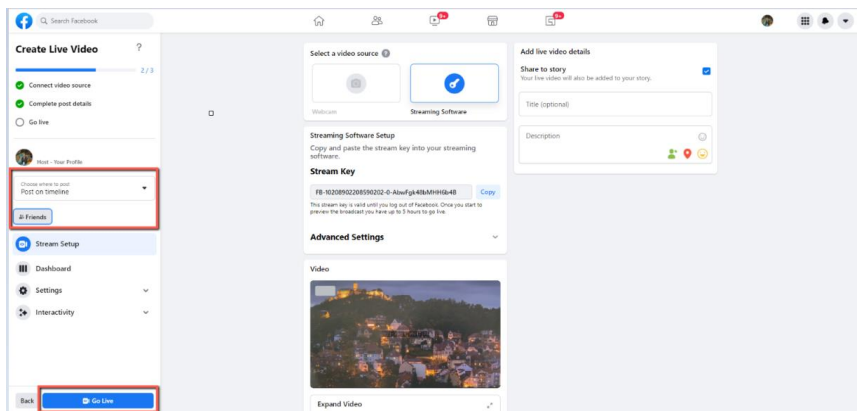 Search Facebook
9+
9+
Create Live Video
?
2 / 3
Connect video source
Complete post details
Go live
Host - Your Profile
Choose where to post
Post on timeline
Friends
Stream Setup
Dashboard
Settings
Interactivity
Back
Go Live
Select a video source
Webcam
Streaming Software
Streaming Software Setup
Copy and paste the stream key into your streaming
software.
Stream Key
Copy
This stream key is valid until you log out of Facebook. Once you start to
preview the broadcast you have up to 5 hours to go live.
Advanced Settings
Video
Expand Video
Add live video details
Share to story
Your live video will also be added to your story.
Title (optional)
Description